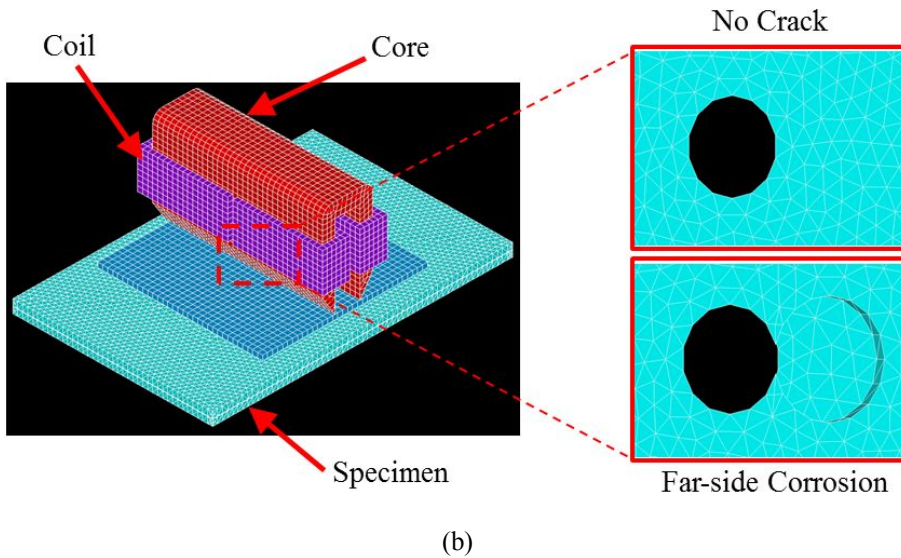 No Crack
Coil
Core
Specimen
Far-side Corrosion
(b)